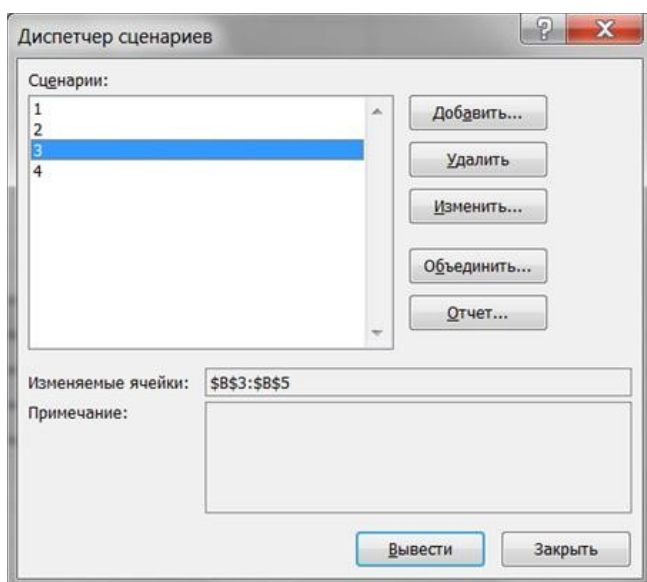 Диспетчер сценариев
Сценарии:
1
2
3
4
Добавить...
Удалить
Изменить...
Объединить...
Отчет...
Изменяемые ячейки: $B$3:$B$5
Примечание:
Вывести Закрыть